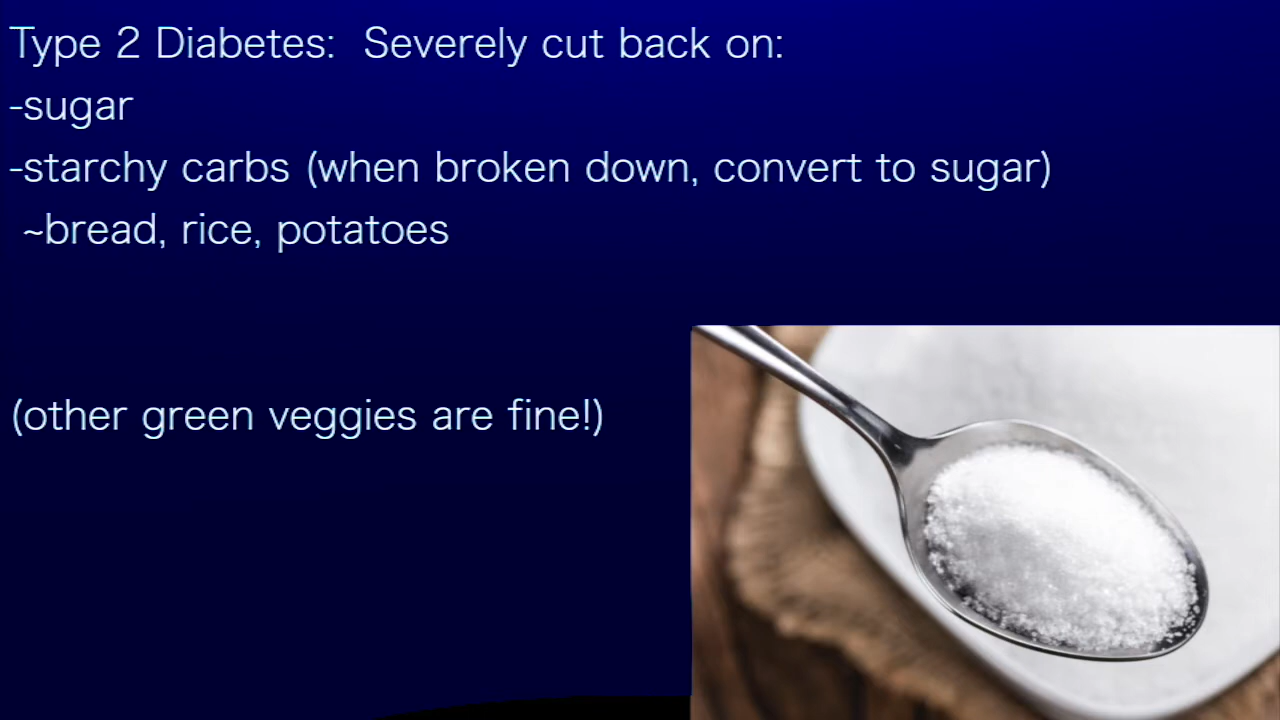 Type 2 Diabetes:  Severely cut back on:
-sugar
-starchy carbs (when broken down, convert to sugar)
~bread, rice, potatoes
(other green veggies are fine!)